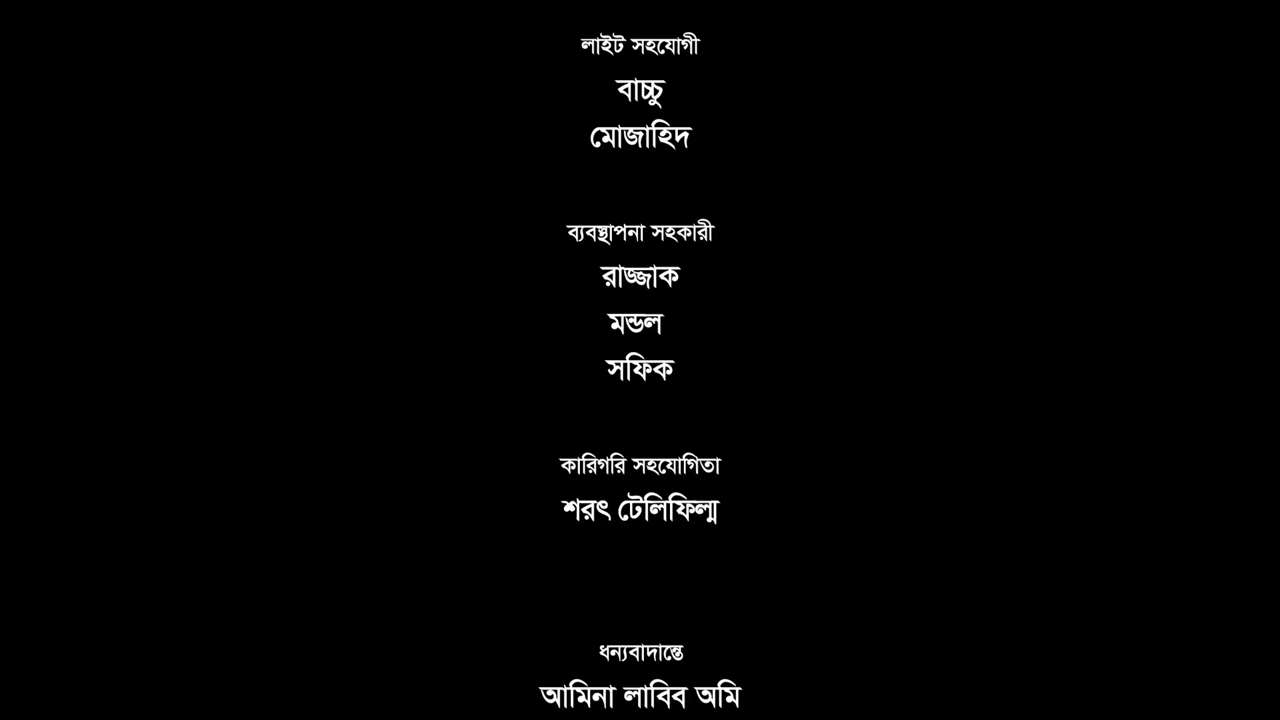 লাইট সহযোগী
বাচ্চু
মোজাহিদ
ব্যবস্থাপনা সহকারী
রাজ্জাক
মন্ডল
সফিক
কারিগরি সহযোগিতা
শরৎ টেলিফিল্ম
ধন্যবাদান্তে
আমিনা লাবিব অমি